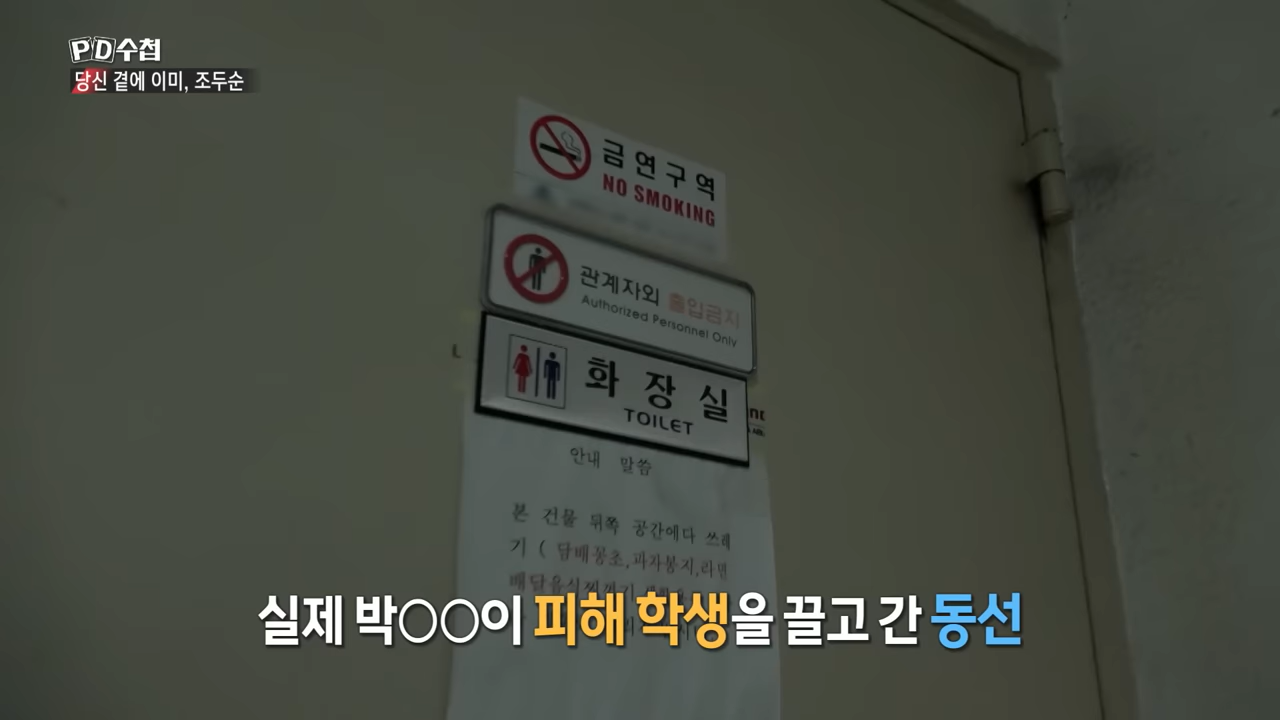 PD수첩
당신 곁에 이미, 조두순
금연구역
NO SMOKING
관계자외 출입금지
Authorized Personnel Only
화장실
TOILET
안내 말씀
본 건물 뒤쪽 공간에다 쓰레
기 ( 담배꽁초,과자봉지,라면
실제 박○○이 피해 학생을 끌고 간 동선